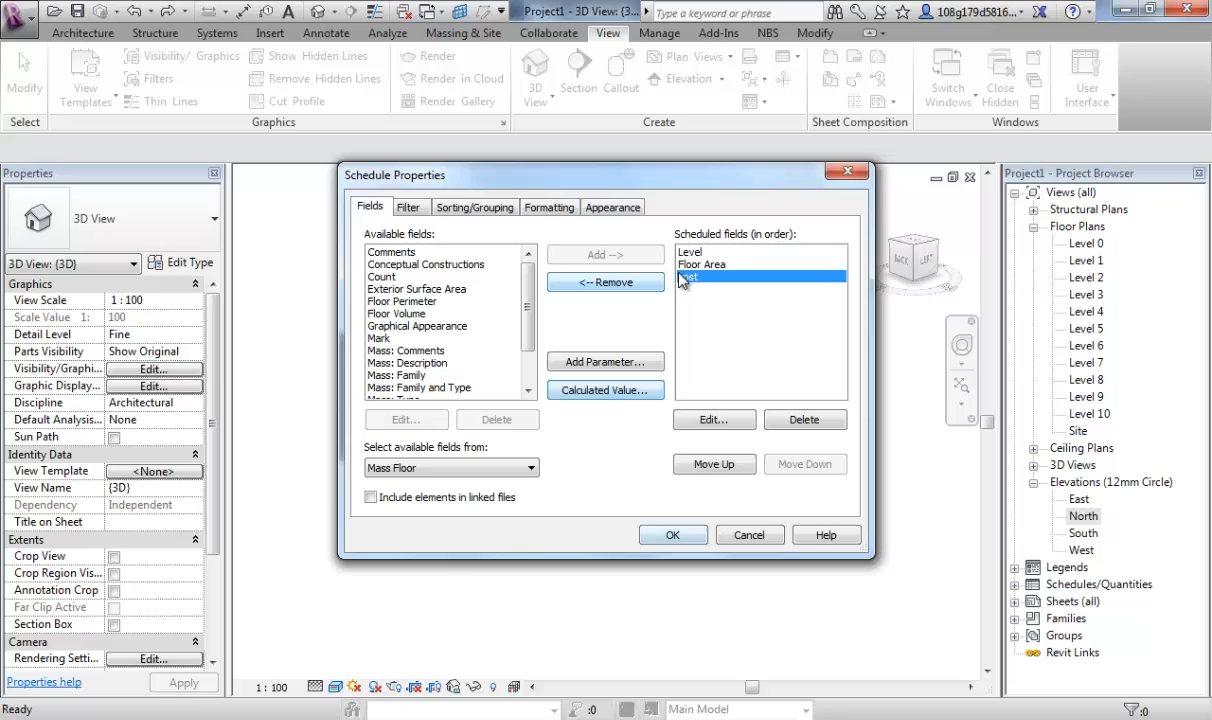 Project1 - 3D View: {3...
Type a keyword or phrase
108g179d5816...
Architecture Structure Systems Insert Annotate Analyze Massing & Site Collaborate View Manage Add-Ins NBS Modify
Modify
View
Templates
Visibility/ Graphics
Filters
Thin Lines
Show Hidden Lines
Remove Hidden Lines
Cut Profile
Render
Render in Cloud
Render Gallery
3D
View
Section
Callout
Plan Views
Elevation
Switch
Windows
Close
Hidden
User
Interface
Select
Graphics
Create
Sheet Composition
Windows
Properties
3D View
3D View: {3D}
Edit Type
Graphics
View Scale 1 : 100
Scale Value 1: 100
Detail Level Fine
Parts Visibility Show Original
Visibility/Graphi... Edit...
Graphic Display... Edit...
Discipline Architectural
Default Analysis... None
Sun Path
Identity Data
View Template <None>
View Name {3D}
Dependency Independent
Title on Sheet
Extents
Crop View
Crop Region Vis...
Annotation Crop
Far Clip Active
Section Box
Camera
Rendering Setti... Edit...
Properties help
Apply
Schedule Properties
Fields Filter Sorting/Grouping Formatting Appearance
Available fields:
Comments
Conceptual Constructions
Count
Exterior Surface Area
Floor Perimeter
Floor Volume
Graphical Appearance
Mark
Mass: Comments
Mass: Description
Mass: Family
Mass: Family and Type
Mass: Type
Add -->
<-- Remove
Add Parameter...
Calculated Value...
Scheduled fields (in order):
Level
Floor Area
Edit...
Delete
Edit...
Delete
Select available fields from:
Mass Floor
Move Up
Move Down
Include elements in linked files
OK
Cancel
Help
BACK
LEFT
Project1 - Project Browser
Views (all)
Structural Plans
Floor Plans
Level 0
Level 1
Level 2
Level 3
Level 4
Level 5
Level 6
Level 7
Level 8
Level 9
Level 10
Site
Ceiling Plans
3D Views
Elevations (12mm Circle)
East
North
South
West
Legends
Schedules/Quantities
Sheets (all)
Families
Groups
Revit Links
1 : 100
Ready
:0
Main Model
:0